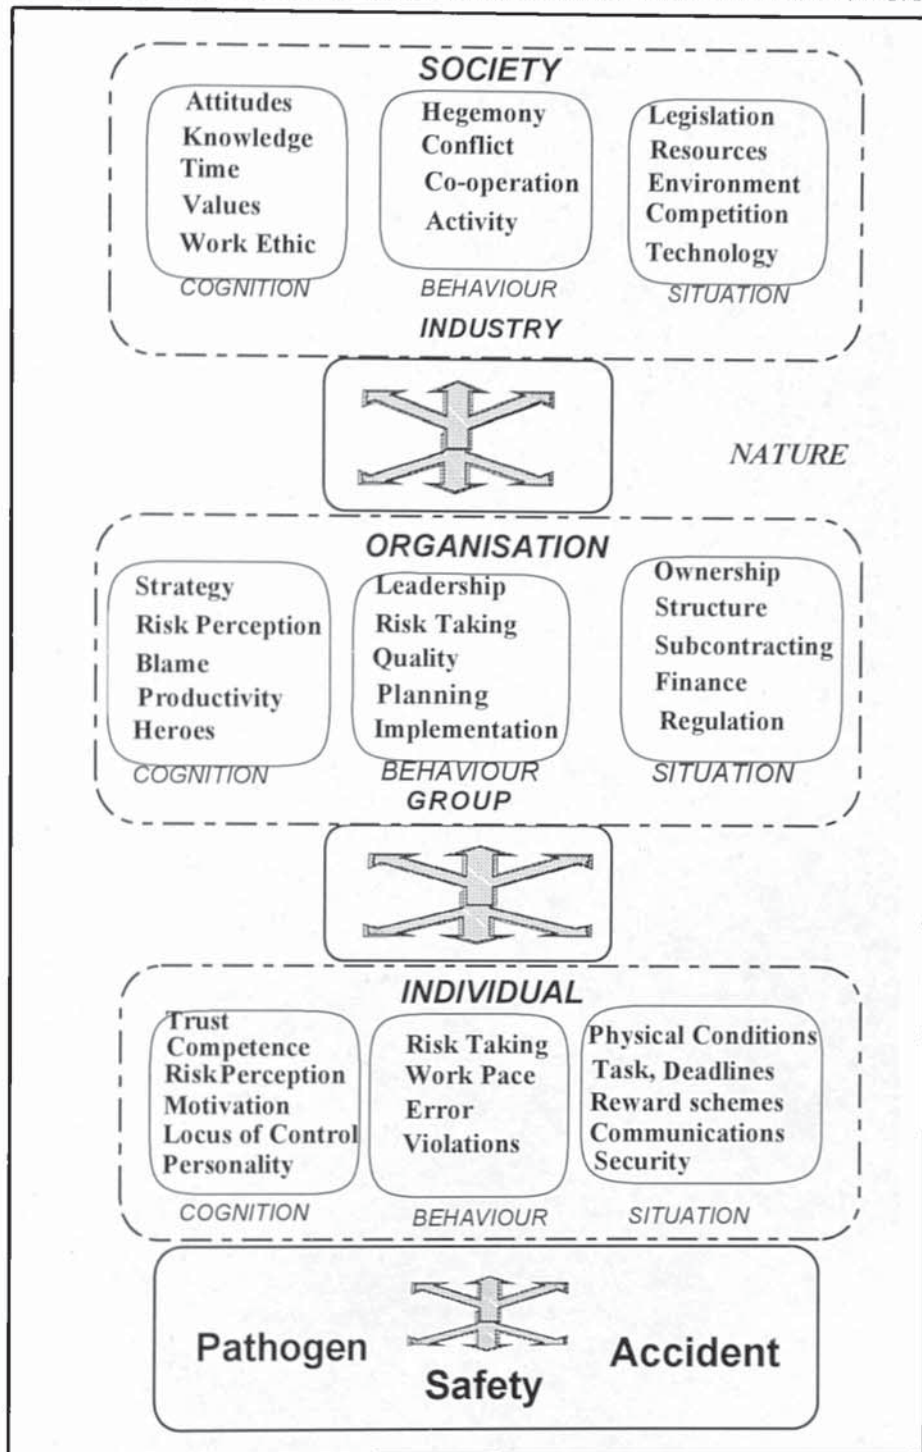 SOCIETY
Attitudes
Knowledge
Time
Values
Work Ethic
COGNITION
Hegemony
Conflict
Co-operation
Activity
BEHAVIOUR
Legislation
Resources
Environment
Competition
Technology
SITUATION
INDUSTRY
NATURE
ORGANISATION
Strategy
Risk Perception
Blame
Productivity
Heroes
COGNITION
Leadership
Risk Taking
Quality
Planning
Implementation
BEHAVIOUR
Ownership
Structure
Subcontracting
Finance
Regulation
SITUATION
GROUP
INDIVIDUAL
Trust
Competence
Risk Perception
Motivation
Locus of Control
Personality
COGNITION
Risk Taking
Work Pace
Error
Violations
BEHAVIOUR
Physical Conditions
Task, Deadlines
Reward schemes
Communications
Security
SITUATION
Pathogen
Safety
Accident